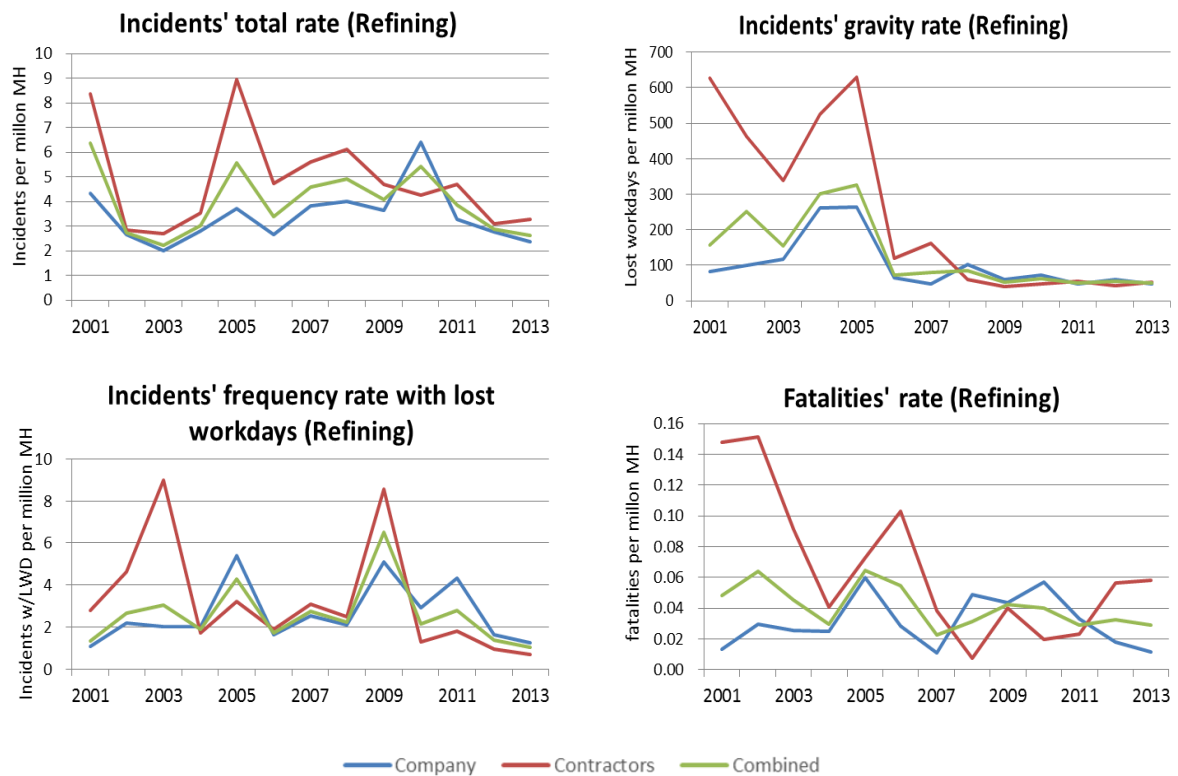 Incidents' total rate (Refining)
Incidents per millon MH
10
9
8
7
6
5
4
3
2
1
0
2001 2003 2005 2007 2009 2011 2013
Incidents' gravity rate (Refining)
Lost workdays per millon MH
700
600
500
400
300
200
100
0
2001 2003 2005 2007 2009 2011 2013
Incidents' frequency rate with lost
workdays (Refining)
Incidents w/LWD per million MH
10
8
6
4
2
0
2001 2003 2005 2007 2009 2011 2013
Fatalities' rate (Refining)
fatalities per millon MH
0.16
0.14
0.12
0.10
0.08
0.06
0.04
0.02
0.00
2001 2003 2005 2007 2009 2011 2013
Company Contractors Combined